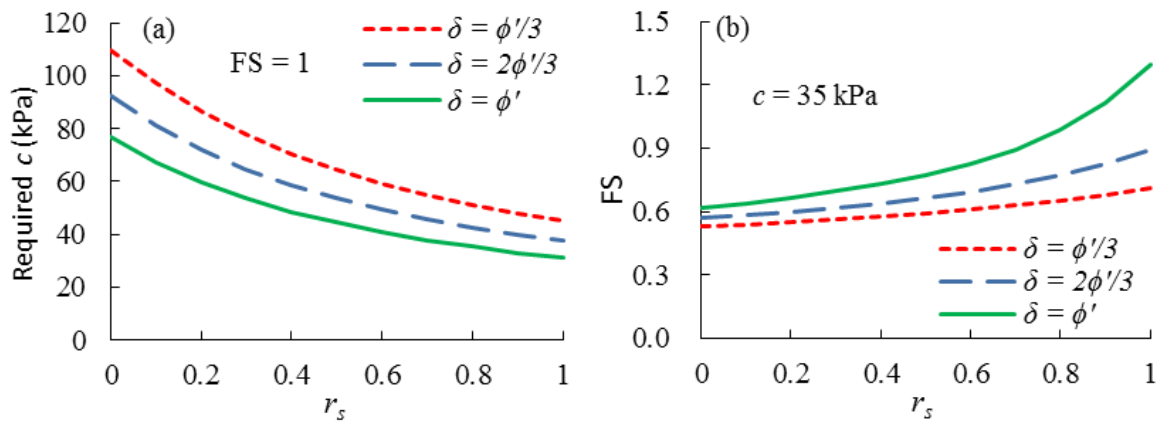 (a)
FS = 1
δ = ϕ'/3
δ = 2ϕ'/3
δ = ϕ'
Required c (kPa)
120
100
80
60
40
20
0
0 0.2 0.4 0.6 0.8 1
r_s
(b)
c = 35 kPa
FS
1.5
1.2
0.9
0.6
0.3
0.0
δ = ϕ'/3
δ = 2ϕ'/3
δ = ϕ'
0 0.2 0.4 0.6 0.8 1
r_s